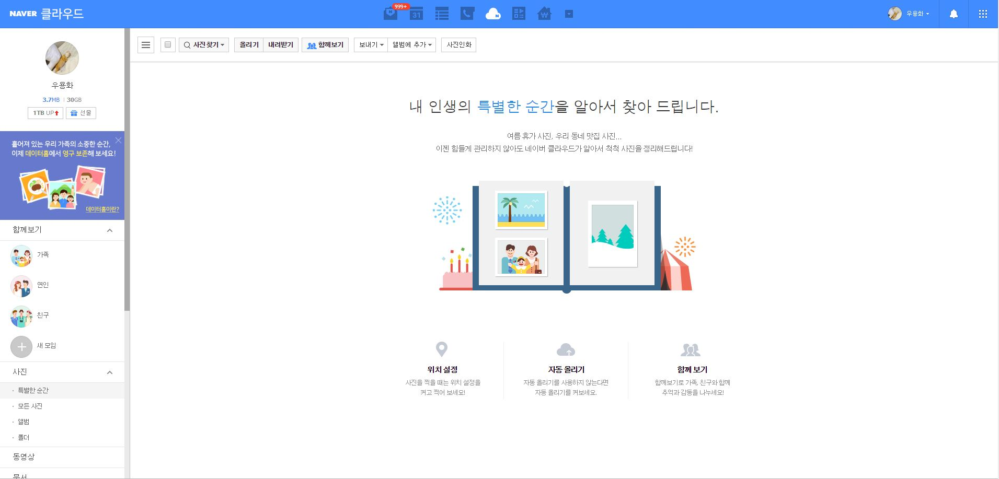 NAVER 클라우드
999+
31
N
W
우용화
사진찾기
올리기
내려받기
함께보기
보내기
앨범에 추가
사진인화
우용화
3.7MB | 30GB
1TB UP
선물
흩어져 있는 우리 가족의 소중한 순간,
이제 데이터홈에서 영구 보존해 보세요!
데이터홈이란?
함께보기
가족
연인
친구
새 모임
사진
· 특별한 순간
· 모든 사진
· 앨범
· 폴더
동영상
문서
내 인생의 특별한 순간을 알아서 찾아 드립니다.
여름 휴가 사진, 우리 동네 맛집 사진...
이젠 힘들게 관리하지 않아도 네이버 클라우드가 알아서 척척 사진을 정리해드립니다!
위치 설정
사진을 찍을 때는 위치 설정을
켜고 찍어 보세요!
자동 올리기
자동 올리기를 사용하지 않는다면
자동 올리기를 켜보세요.
함께 보기
함께보기로 가족, 친구와 함께
추억과 감동을 나누세요!